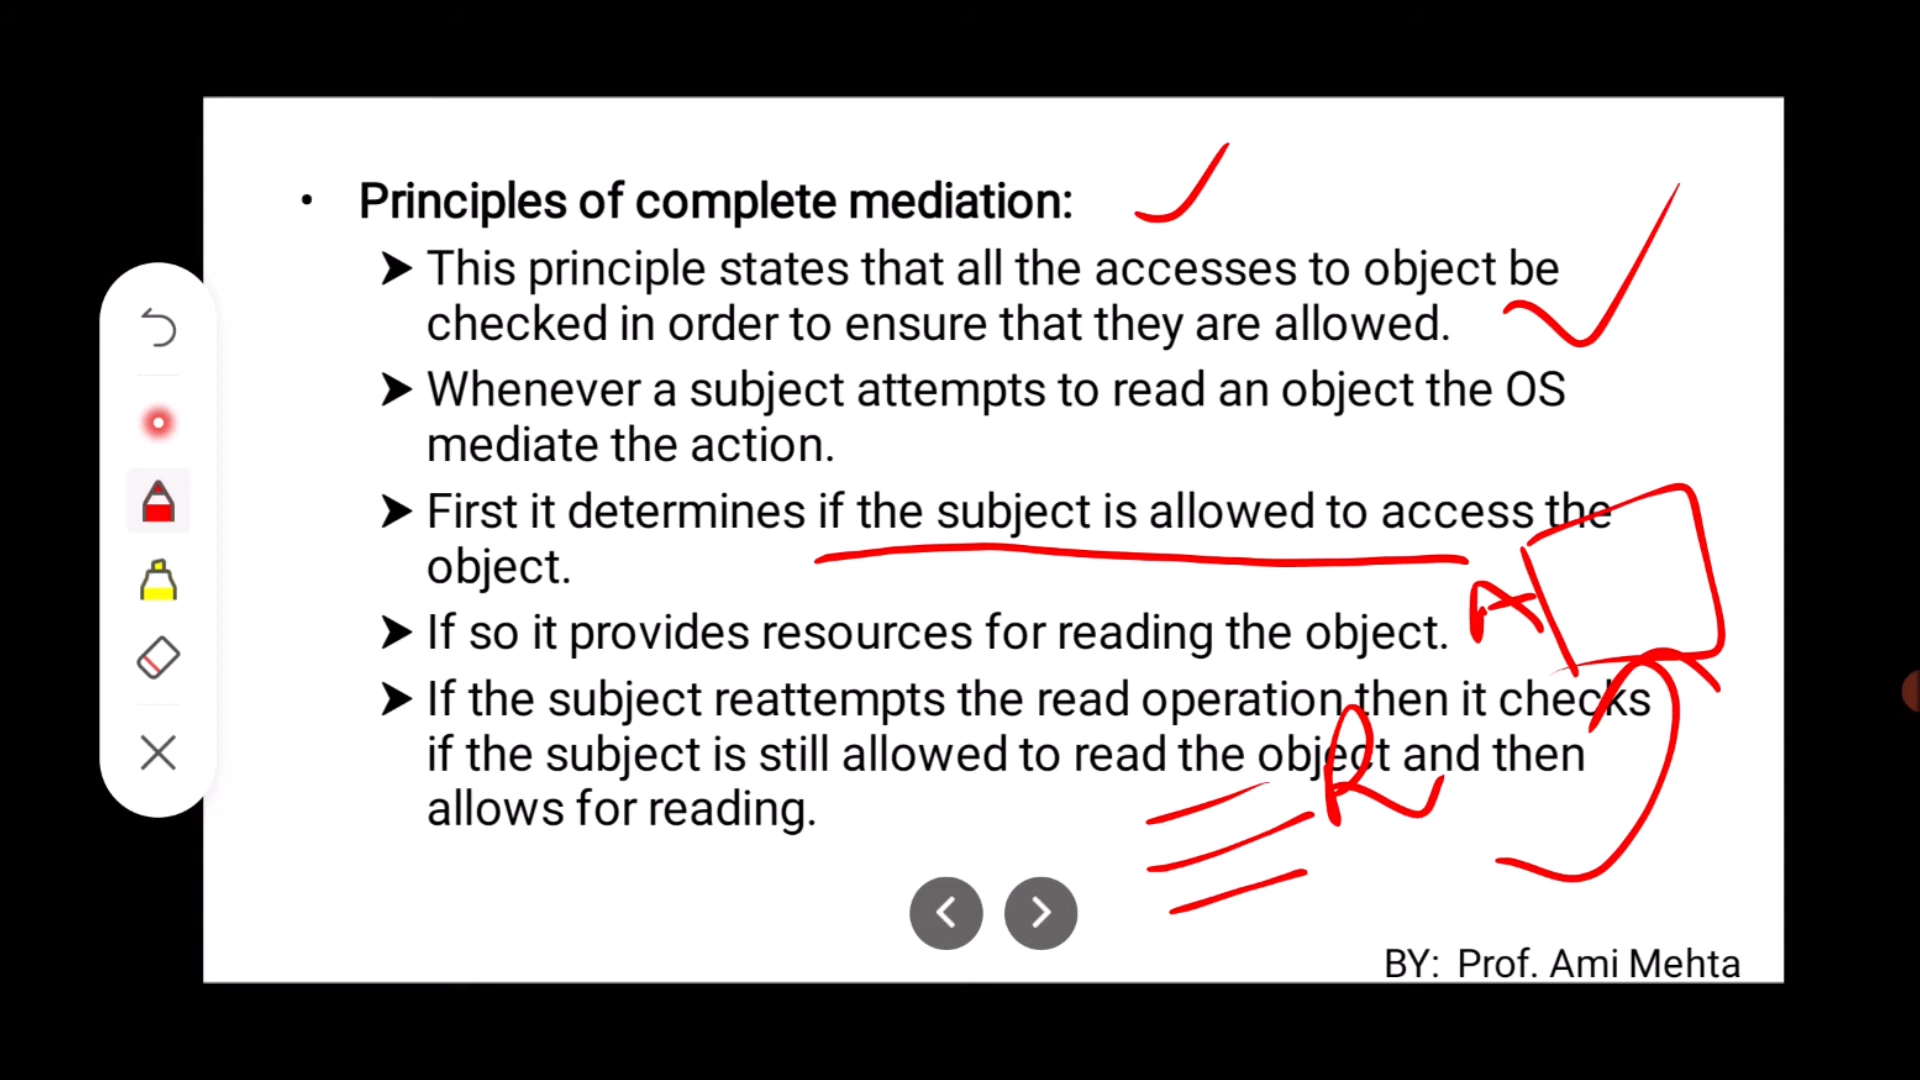 • Principles of complete mediation:
➤ This principle states that all the accesses to object be
checked in order to ensure that they are allowed.
➤ Whenever a subject attempts to read an object the OS
mediate the action.
➤ First it determines if the subject is allowed to access the
object.
➤ If so it provides resources for reading the object.
A
➤ If the subject reattempts the read operation then it checks
if the subject is still allowed to read the object and then
allows for reading.
R
BY: Prof. Ami Mehta